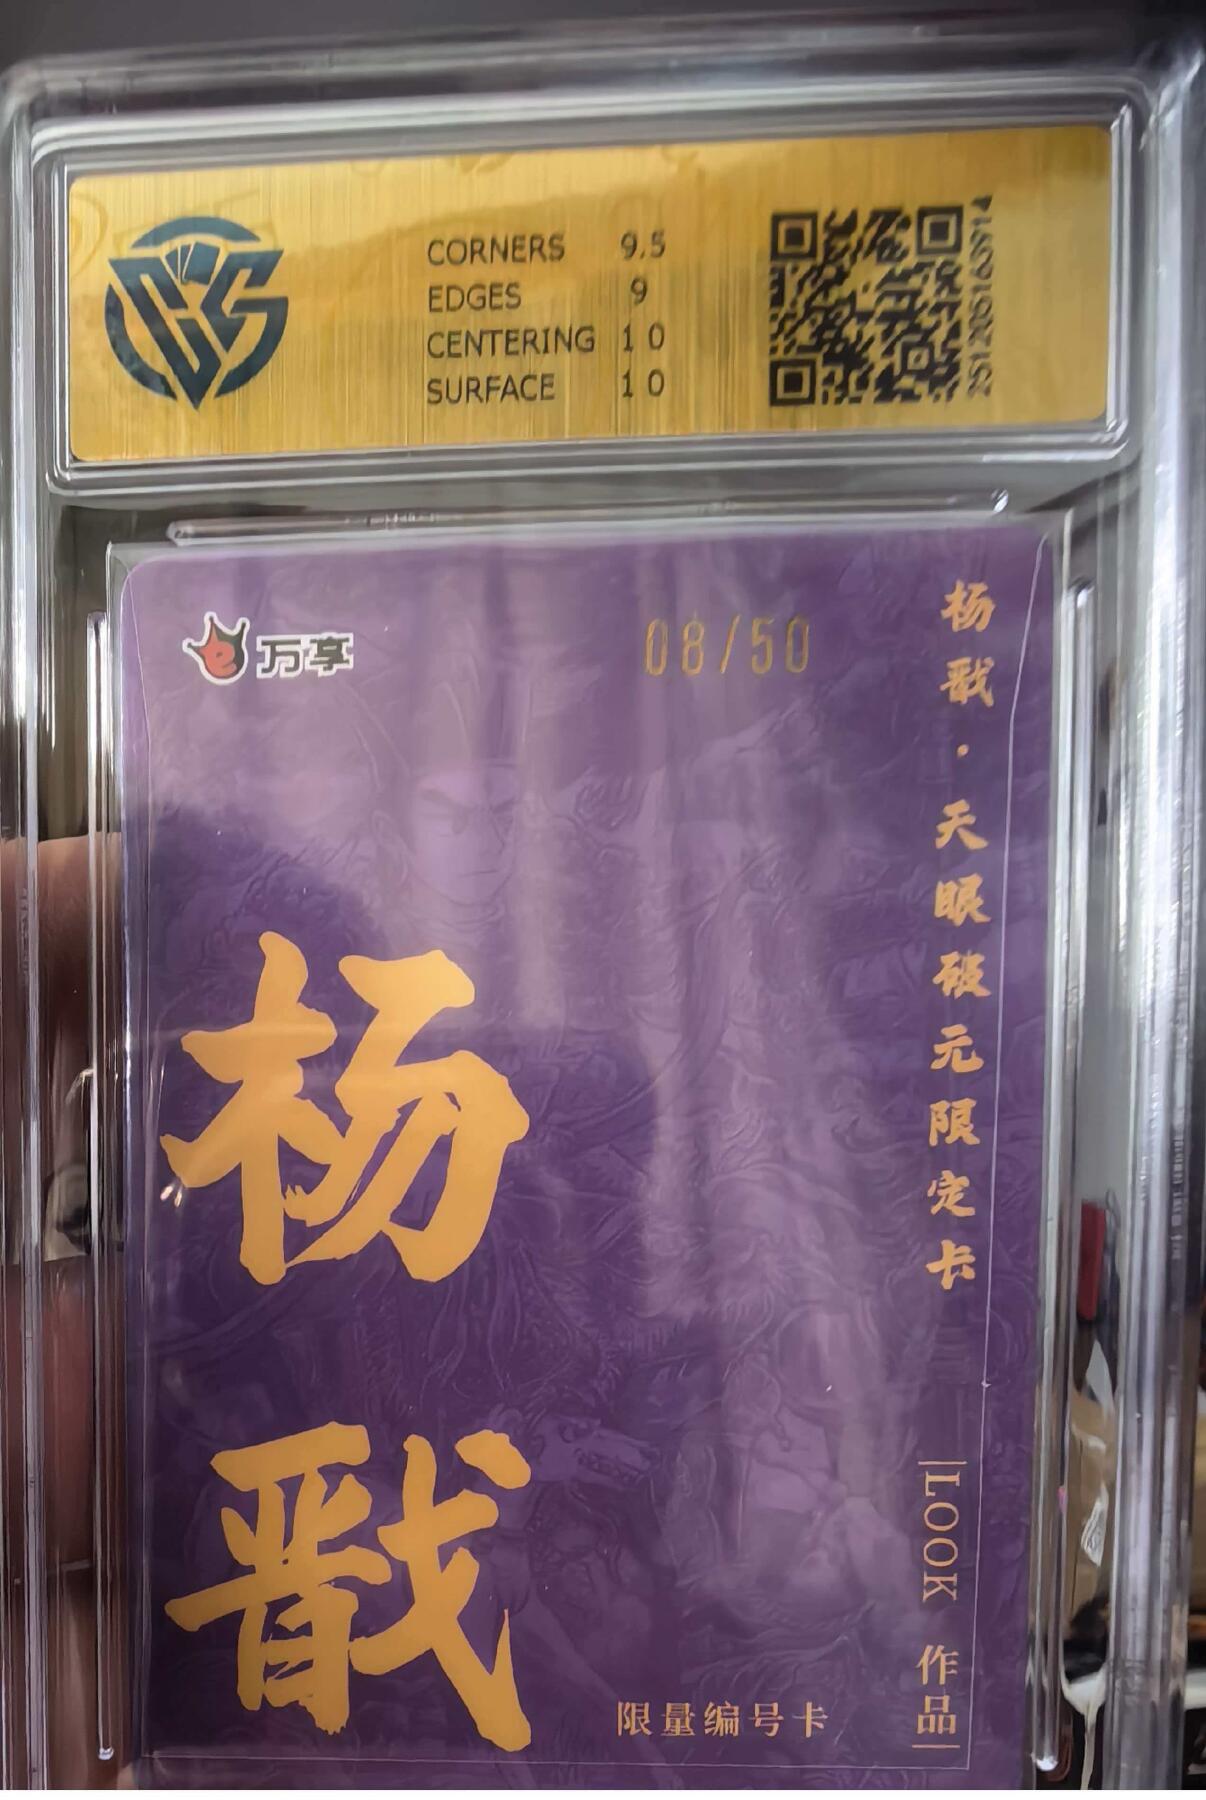 CORNERS 9.5
EDGES 9
CENTERING 10
SURFACE 10
251205163914
万享
08/50
杨戬·天眼破元限定卡
LOOK 作品
杨戬
限量编号卡